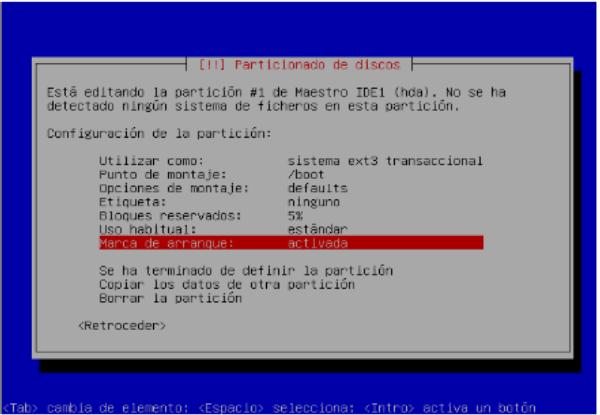 [!!] Particionado de discos
Está editando la partición #1 de Maestro IDE1 (hda). No se ha
detectado ningún sistema de ficheros en esta partición.
Configuración de la partición:
Utilizar como: sistema ext3 transaccional
Punto de montaje: /boot
Opciones de montaje: defaults
Etiqueta: ninguno
Bloques reservados: 5%
Uso habitual: estándar
Marca de arranque: activada
Se ha terminado de definir la partición
Copiar los datos de otra partición
Borrar la partición
<Retroceder>
<Tab> cambia de elemento; <Espacio> selecciona; <Intro> activa un botón